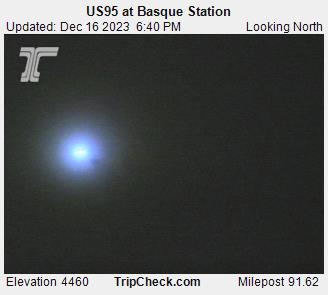 US95 at Basque Station
Updated: Dec 16 2023 6:40 PM Looking North
Elevation 4460 TripCheck.com Milepost 91.62